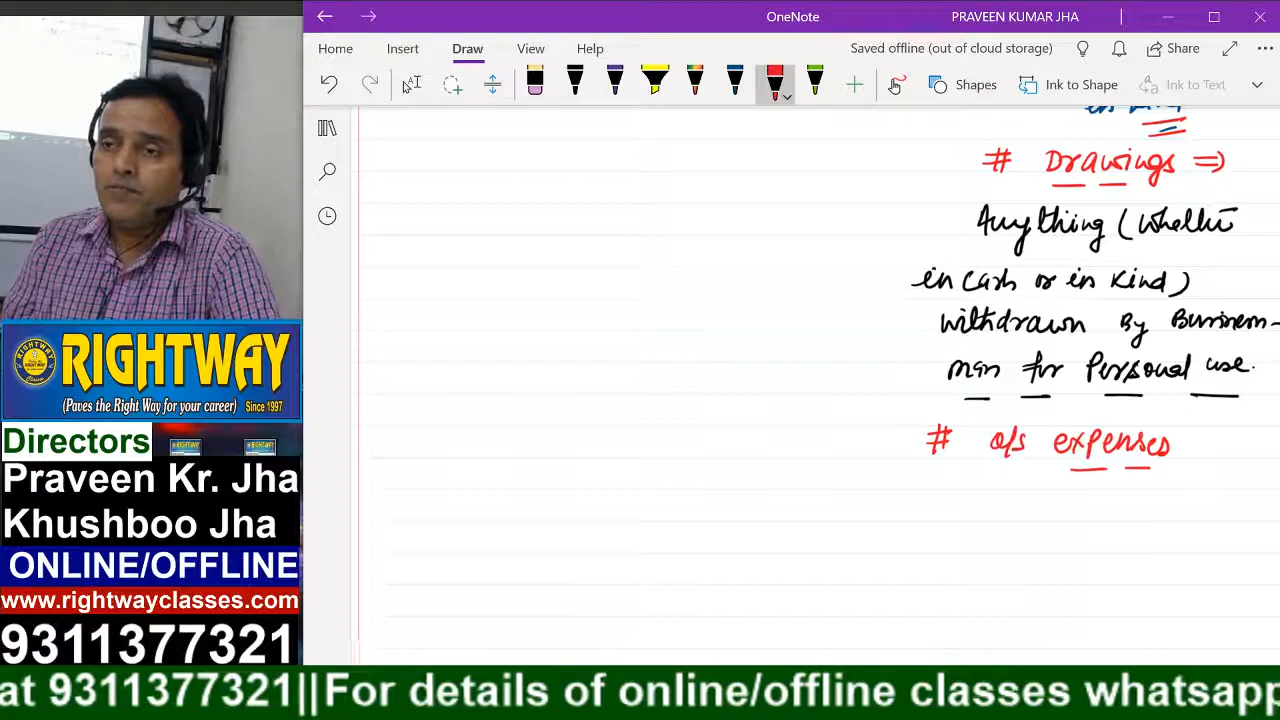 OneNote
PRAVEEN KUMAR JHA
Home Insert Draw View Help
Saved offline (out of cloud storage)
Share
Shapes
Ink to Shape
Ink to Text
# Drawings ⇒
Anything (Whether
in Cash or in Kind)
withdrawn By Business-
man for Personal use.
# o/s expenses
RIGHTWAY
(Paves the Right Way for your career) Since 1997
Directors
Praveen Kr. Jha
Khushboo Jha
ONLINE/OFFLINE
www.rightwayclasses.com
9311377321
at 9311377321||For details of online/offline classes whatsapp